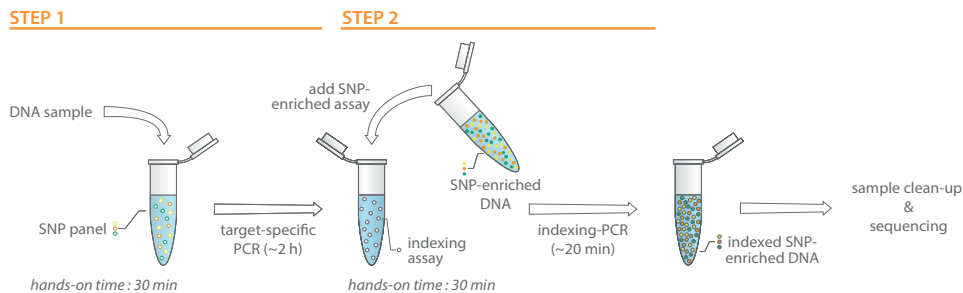 STEP 1
STEP 2
DNA sample
SNP panel
hands-on time : 30 min
target-specific
PCR (~2 h)
add SNP-
enriched assay
SNP-enriched
DNA
indexing
assay
hands-on time : 30 min
indexing-PCR
(~20 min)
indexed SNP-
enriched DNA
sample clean-up
&
sequencing